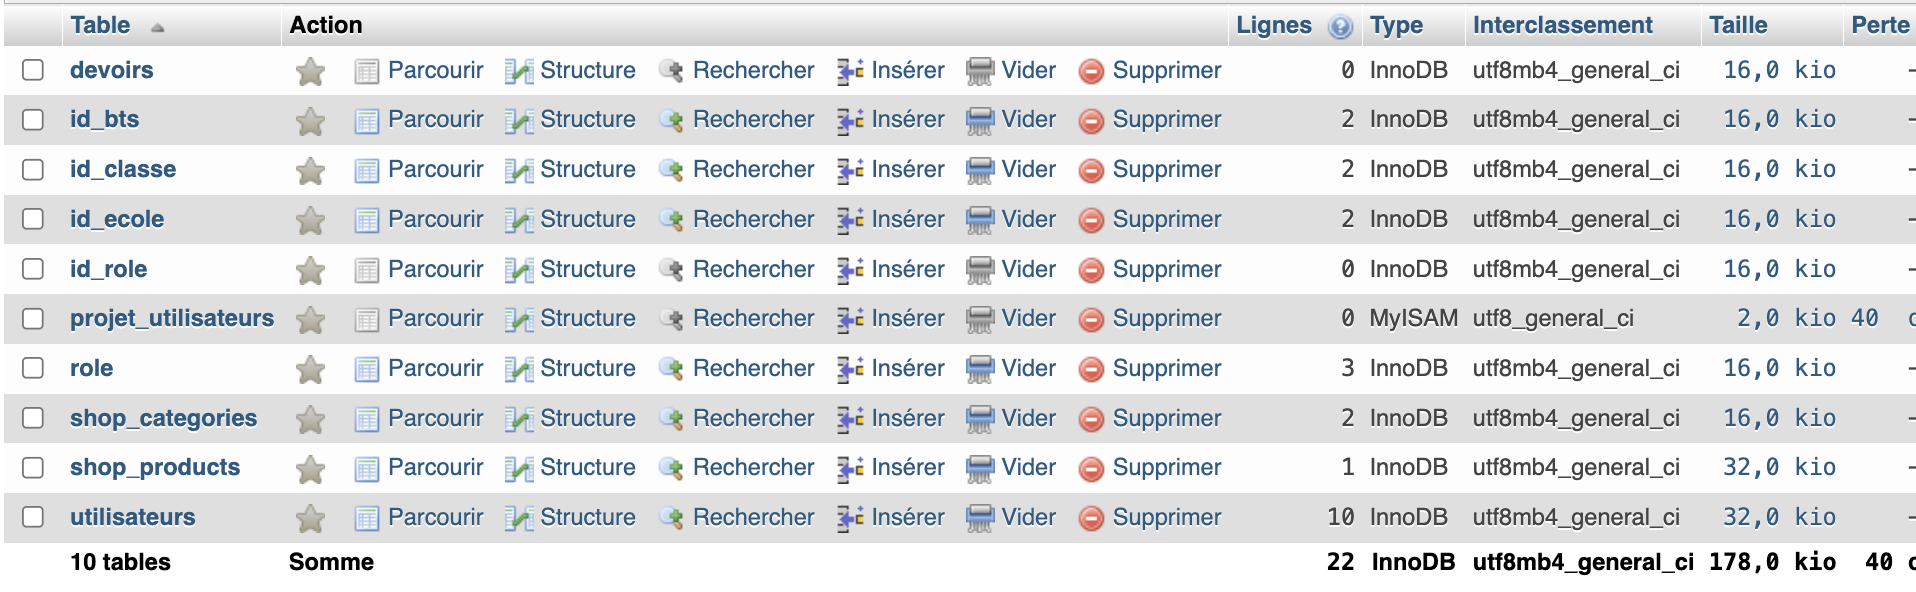 Table Action Lignes Type Interclassement Taille Perte
devoirs Parcourir Structure Rechercher Insérer Vider Supprimer 0 InnoDB utf8mb4_general_ci 16,0 kio -
id_bts Parcourir Structure Rechercher Insérer Vider Supprimer 2 InnoDB utf8mb4_general_ci 16,0 kio -
id_classe Parcourir Structure Rechercher Insérer Vider Supprimer 2 InnoDB utf8mb4_general_ci 16,0 kio -
id_ecole Parcourir Structure Rechercher Insérer Vider Supprimer 2 InnoDB utf8mb4_general_ci 16,0 kio -
id_role Parcourir Structure Rechercher Insérer Vider Supprimer 0 InnoDB utf8mb4_general_ci 16,0 kio -
projet_utilisateurs Parcourir Structure Rechercher Insérer Vider Supprimer 0 MyISAM utf8_general_ci 2,0 kio 40
role Parcourir Structure Rechercher Insérer Vider Supprimer 3 InnoDB utf8mb4_general_ci 16,0 kio -
shop_categories Parcourir Structure Rechercher Insérer Vider Supprimer 2 InnoDB utf8mb4_general_ci 16,0 kio -
shop_products Parcourir Structure Rechercher Insérer Vider Supprimer 1 InnoDB utf8mb4_general_ci 32,0 kio -
utilisateurs Parcourir Structure Rechercher Insérer Vider Supprimer 10 InnoDB utf8mb4_general_ci 32,0 kio -
10 tables Somme 22 InnoDB utf8mb4_general_ci 178,0 kio 40